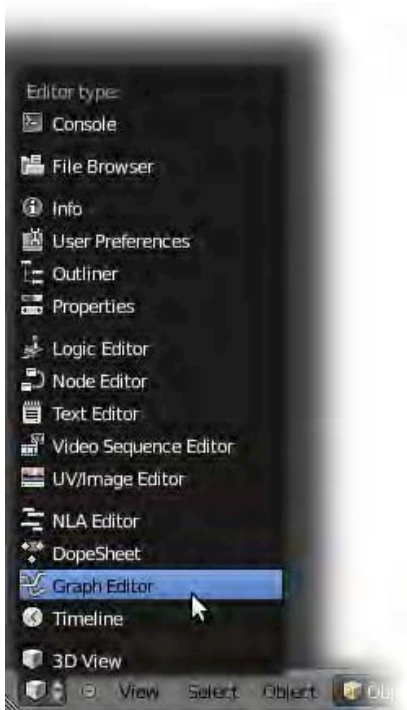 Editor type:
Console
File Browser
Info
User Preferences
Outliner
Properties
Logic Editor
Node Editor
Text Editor
Video Sequence Editor
UV/Image Editor
NLA Editor
DopeSheet
Graph Editor
Timeline
3D View
View Select Object